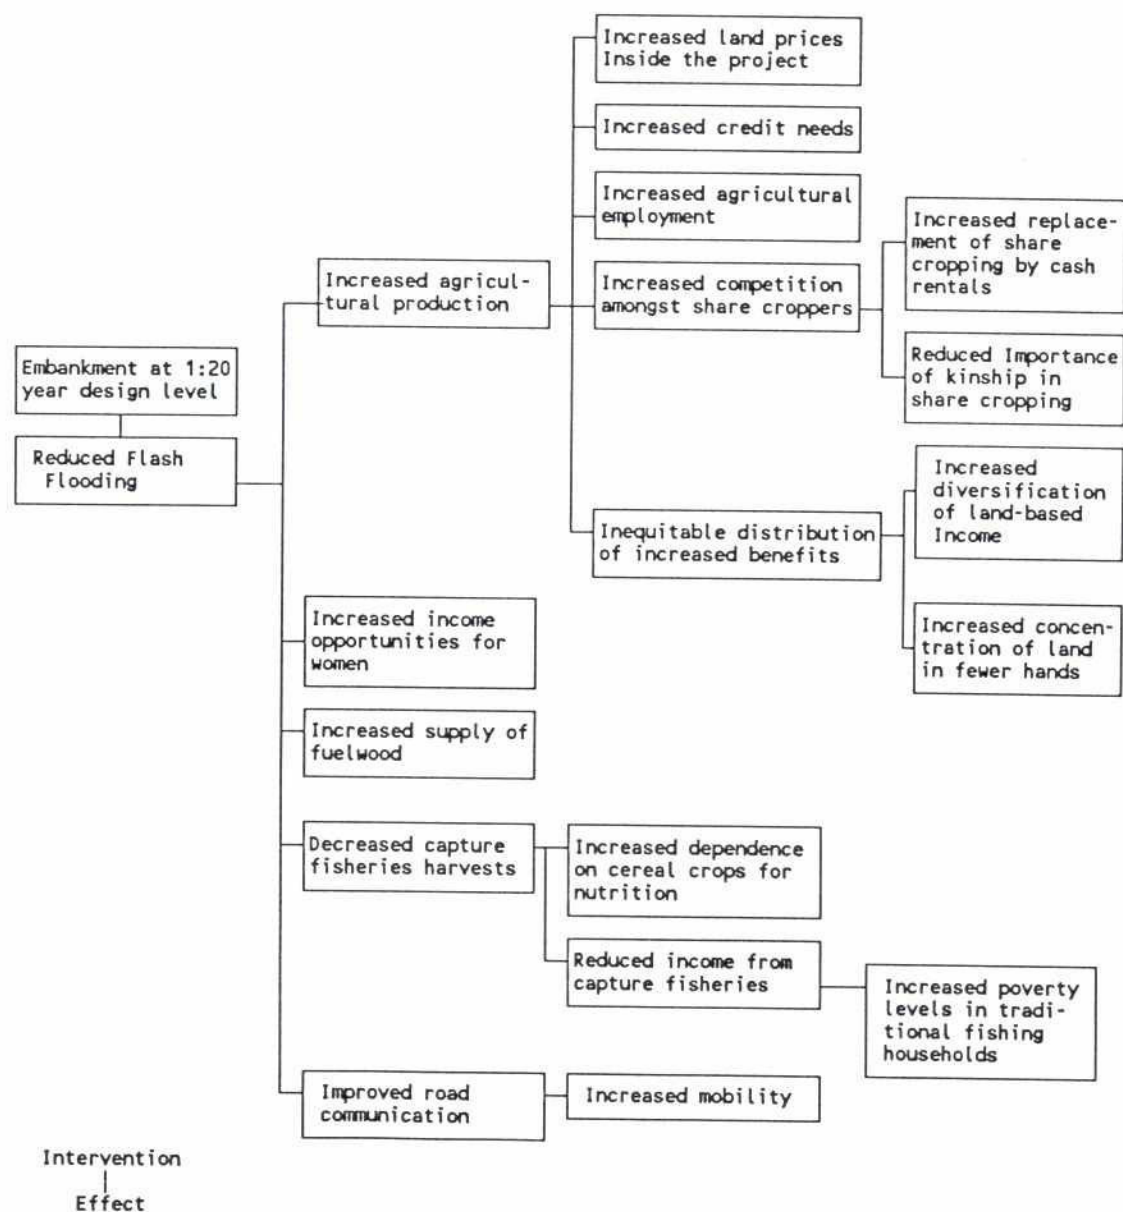 Increased land prices
Inside the project
Increased credit needs
Increased agricultural
employment
Increased replace-
ment of share
cropping by cash
rentals
Increased agricul-
tural production
Increased competition
amongst share croppers
Embankment at 1:20
year design level
Reduced Importance
of kinship in
share cropping
Reduced Flash
Flooding
Increased
diversification
of land-based
Income
Inequitable distribution
of increased benefits
Increased income
opportunities for
women
Increased concen-
tration of land
in fewer hands
Increased supply of
fuelwood
Decreased capture
fisheries harvests
Increased dependence
on cereal crops for
nutrition
Reduced income from
capture fisheries
Increased poverty
levels in tradi-
tional fishing
households
Improved road
communication
Increased mobility
Intervention
Effect